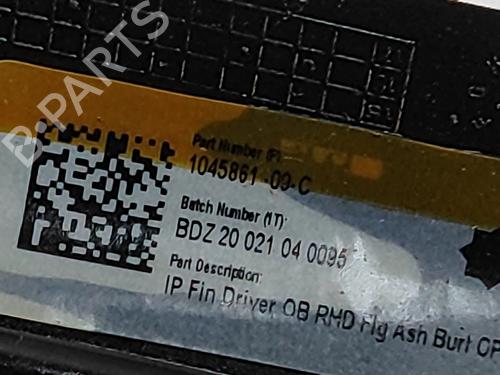 B-PARTS
Part Number (P):
1045861-09-C
Batch Number (1T):
BDZ 20 021 04 0095
Part Description:
IP Fin Driver OB RHD Flg Ash Burl OP